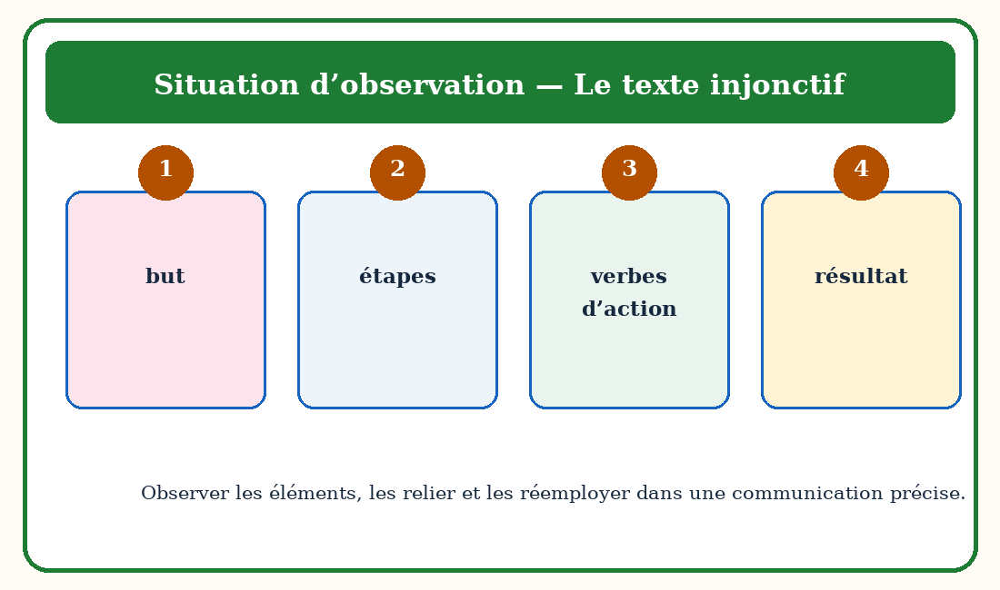 Situation d’observation — Le texte injonctif
1
2
3
4
but
étapes
verbes
d’action
résultat
Observer les éléments, les relier et les réemployer dans une communication précise.